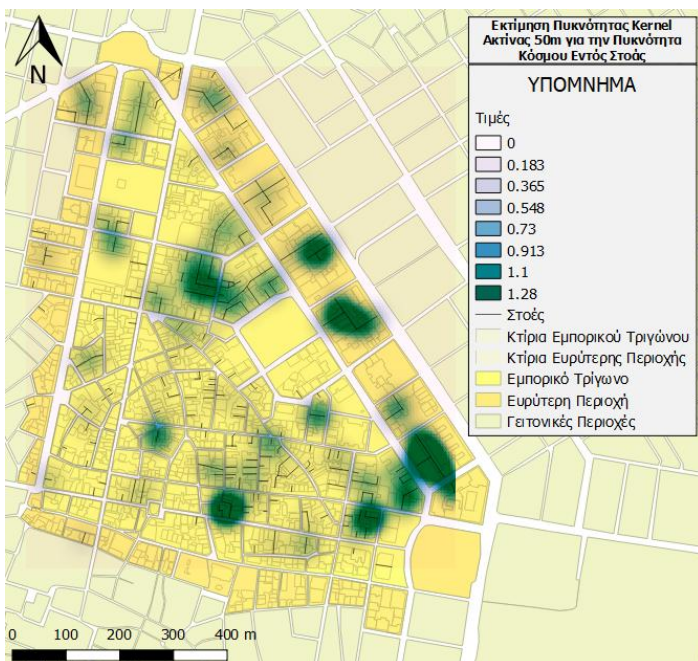 Εκτίμηση Πυκνότητας Kernel
Ακτίνας 50m για την Πυκνότητα
Κόσμου Εντός Στοάς
ΥΠΟΜΝΗΜΑ
Τιμές
0
0.183
0.365
0.548
0.73
0.913
1.1
1.28
Στοές
Κτίρια Εμπορικού Τριγώνου
Κτίρια Ευρύτερης Περιοχής
Εμπορικό Τρίγωνο
Ευρύτερη Περιοχή
Γειτονικές Περιοχές
N
0 100 200 300 400 m